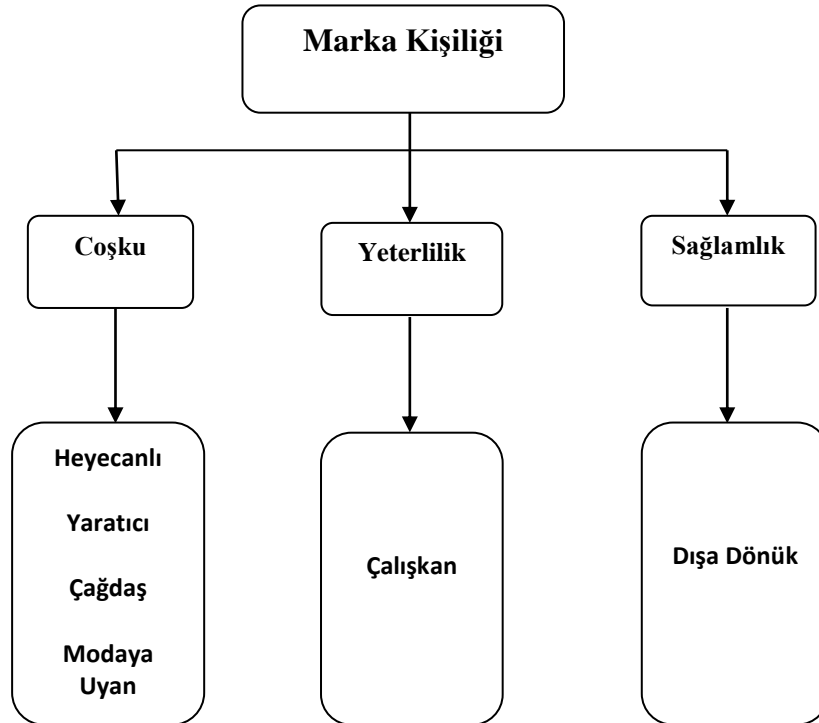 Marka Kişiliği
Coşku
Yeterlilik
Sağlamlık
Heyecanlı
Yaratıcı
Çağdaş
Modaya
Uyan
Çalışkan
Dışa Dönük